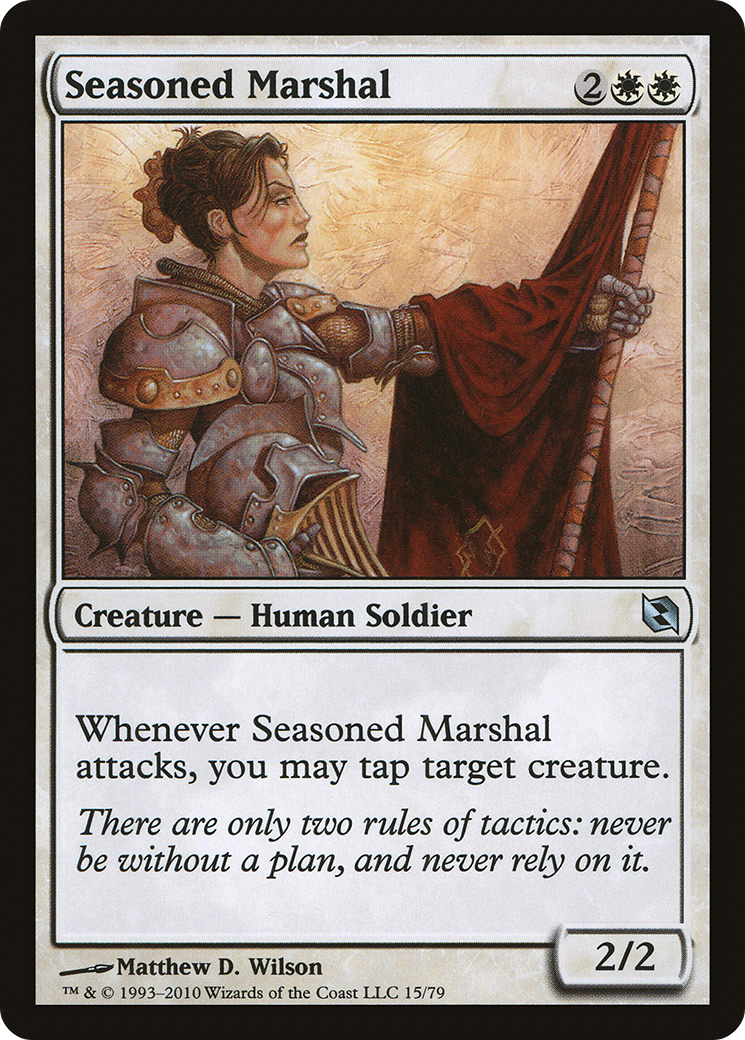 Seasoned Marshal 2
Creature — Human Soldier
Whenever Seasoned Marshal
attacks, you may tap target creature.
There are only two rules of tactics: never
be without a plan, and never rely on it.
2/2
Matthew D. Wilson
™ & © 1993–2010 Wizards of the Coast LLC 15/79